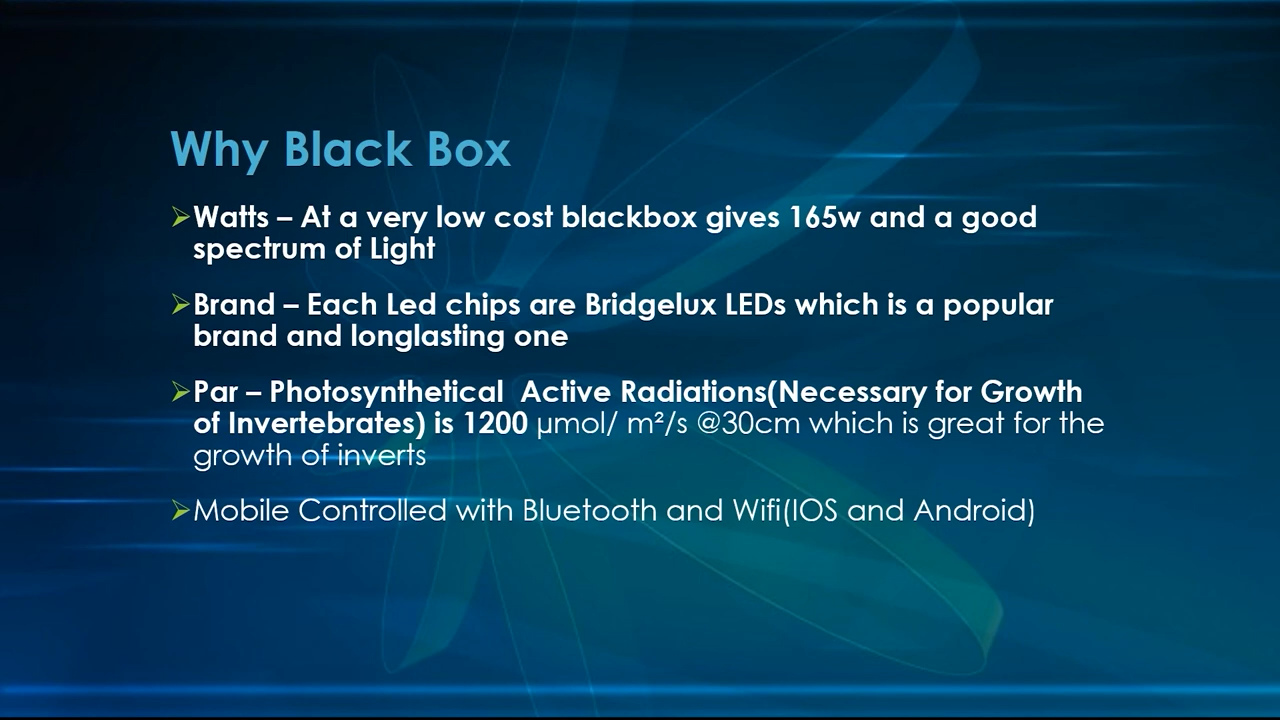 Why Black Box
➢Watts – At a very low cost blackbox gives 165w and a good
spectrum of Light
➢Brand – Each Led chips are Bridgelux LEDs which is a popular
brand and longlasting one
➢Par – Photosynthetical  Active Radiations(Necessary for Growth
of Invertebrates) is 1200 µmol/ m²/s @30cm which is great for the
growth of inverts
➢Mobile Controlled with Bluetooth and Wifi(IOS and Android)